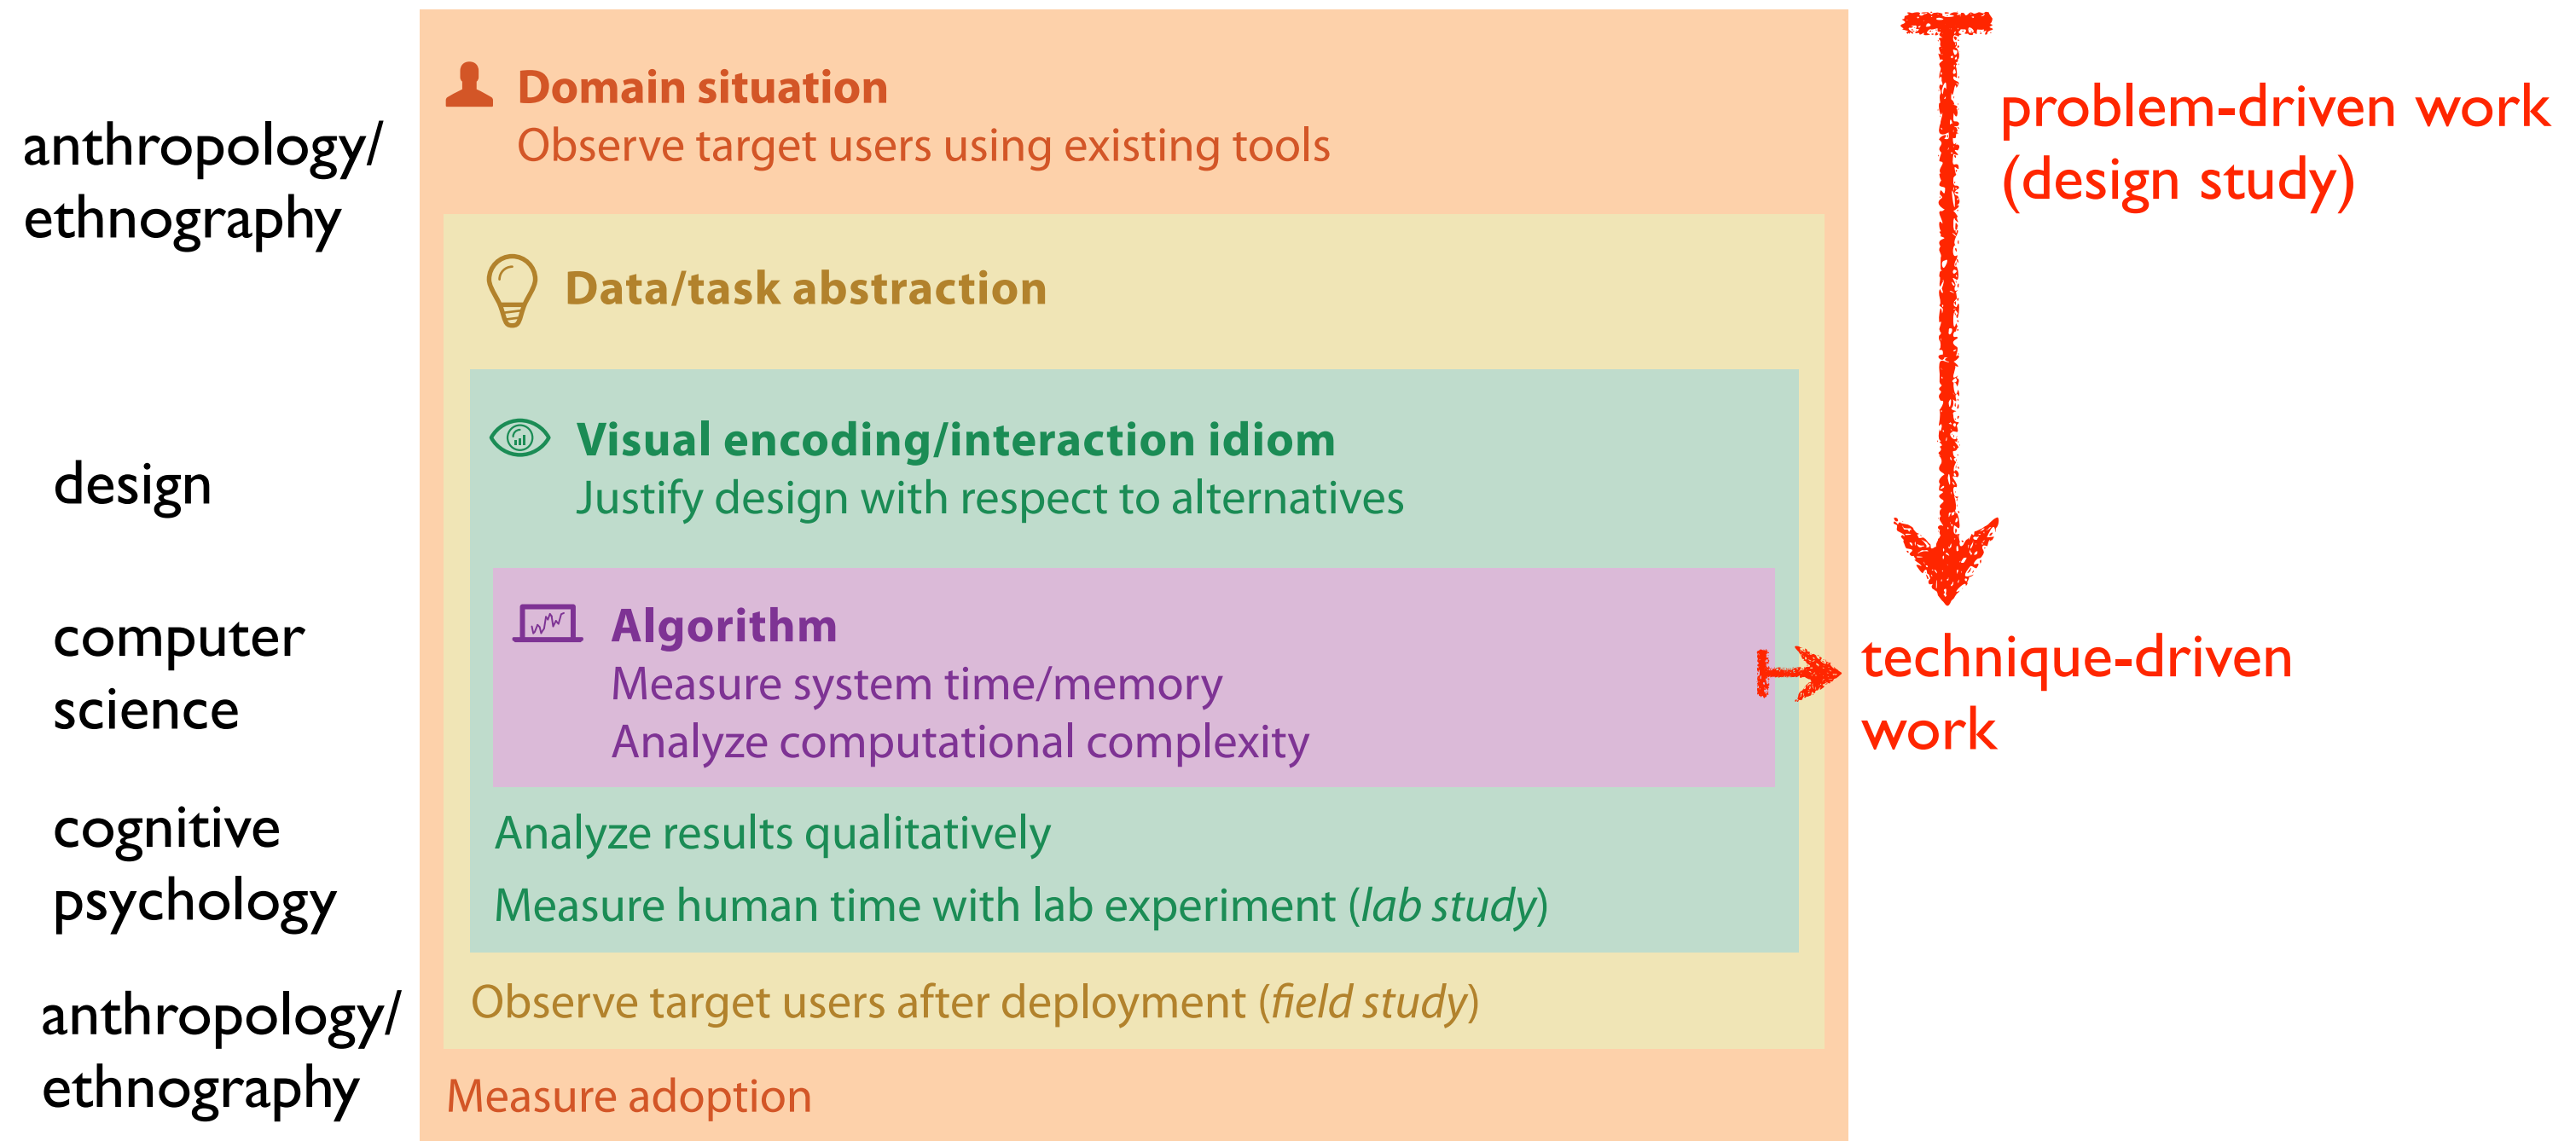 anthropology/
ethnography
design
computer
science
cognitive
psychology
anthropology/
ethnography
Domain situation
Observe target users using existing tools
Data/task abstraction
Visual encoding/interaction idiom
Justify design with respect to alternatives
Algorithm
Measure system time/memory
Analyze computational complexity
Analyze results qualitatively
Measure human time with lab experiment (lab study)
Observe target users after deployment (field study)
Measure adoption
problem-driven work
(design study)
technique-driven
work